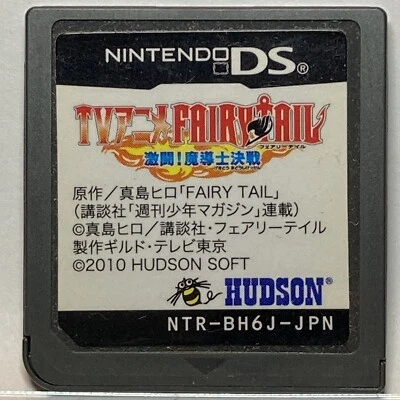 NINTENDO DS®
TVアニメ FAIRY TAIL
フェアリーテイル
激闘!魔導士決戦
原作/真島ヒロ「FAIRY TAIL」
(講談社「週刊少年マガジン」連載)
©真島ヒロ/講談社・フェアリーテイル
製作ギルド・テレビ東京
©2010 HUDSON SOFT
HUDSON®
NTR-BH6J-JPN